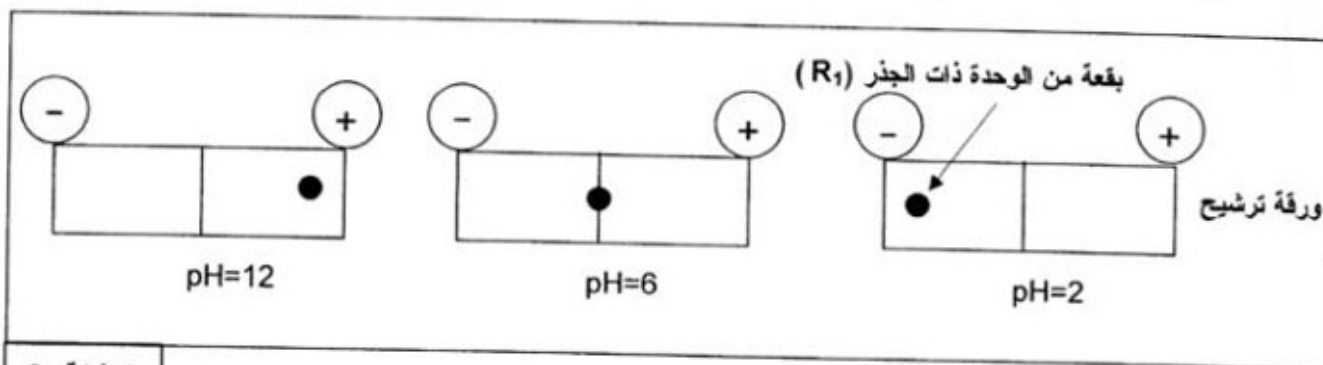 بقعة من الوحدة ذات الجذر (R₁)
- + - + - +
ورقة ترشيح
pH=12 pH=6 pH=2